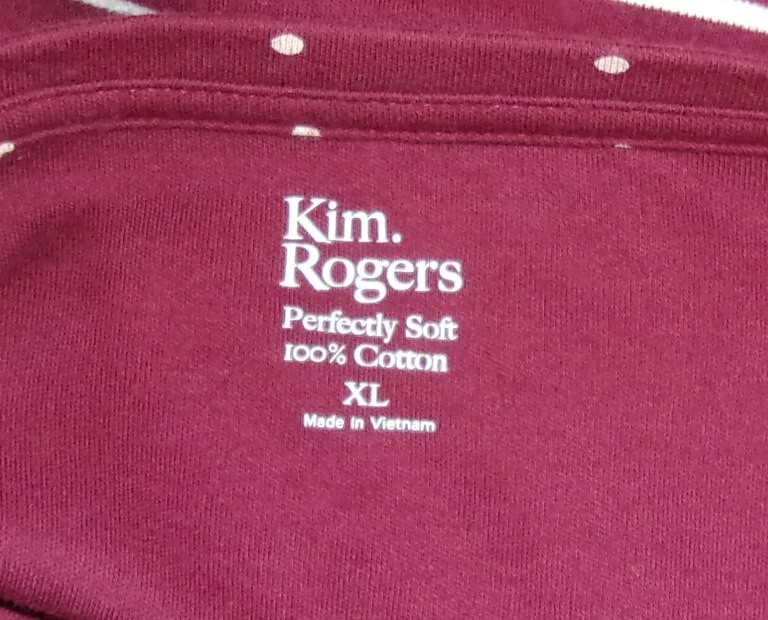 Kim.
Rogers
Perfectly Soft
100% Cotton
XL
Made In Vietnam